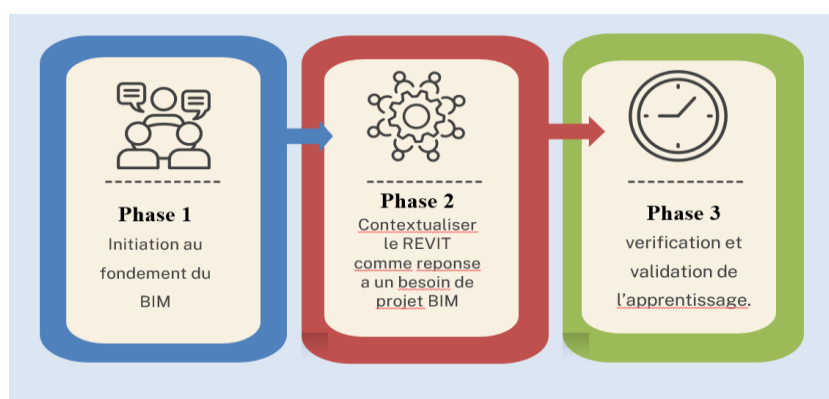 Phase 1
Initiation au
fondement du
BIM
Phase 2
Contextualiser
le REVIT
comme reponse
a un besoin de
projet BIM
Phase 3
verification et
validation de
l’apprentissage.